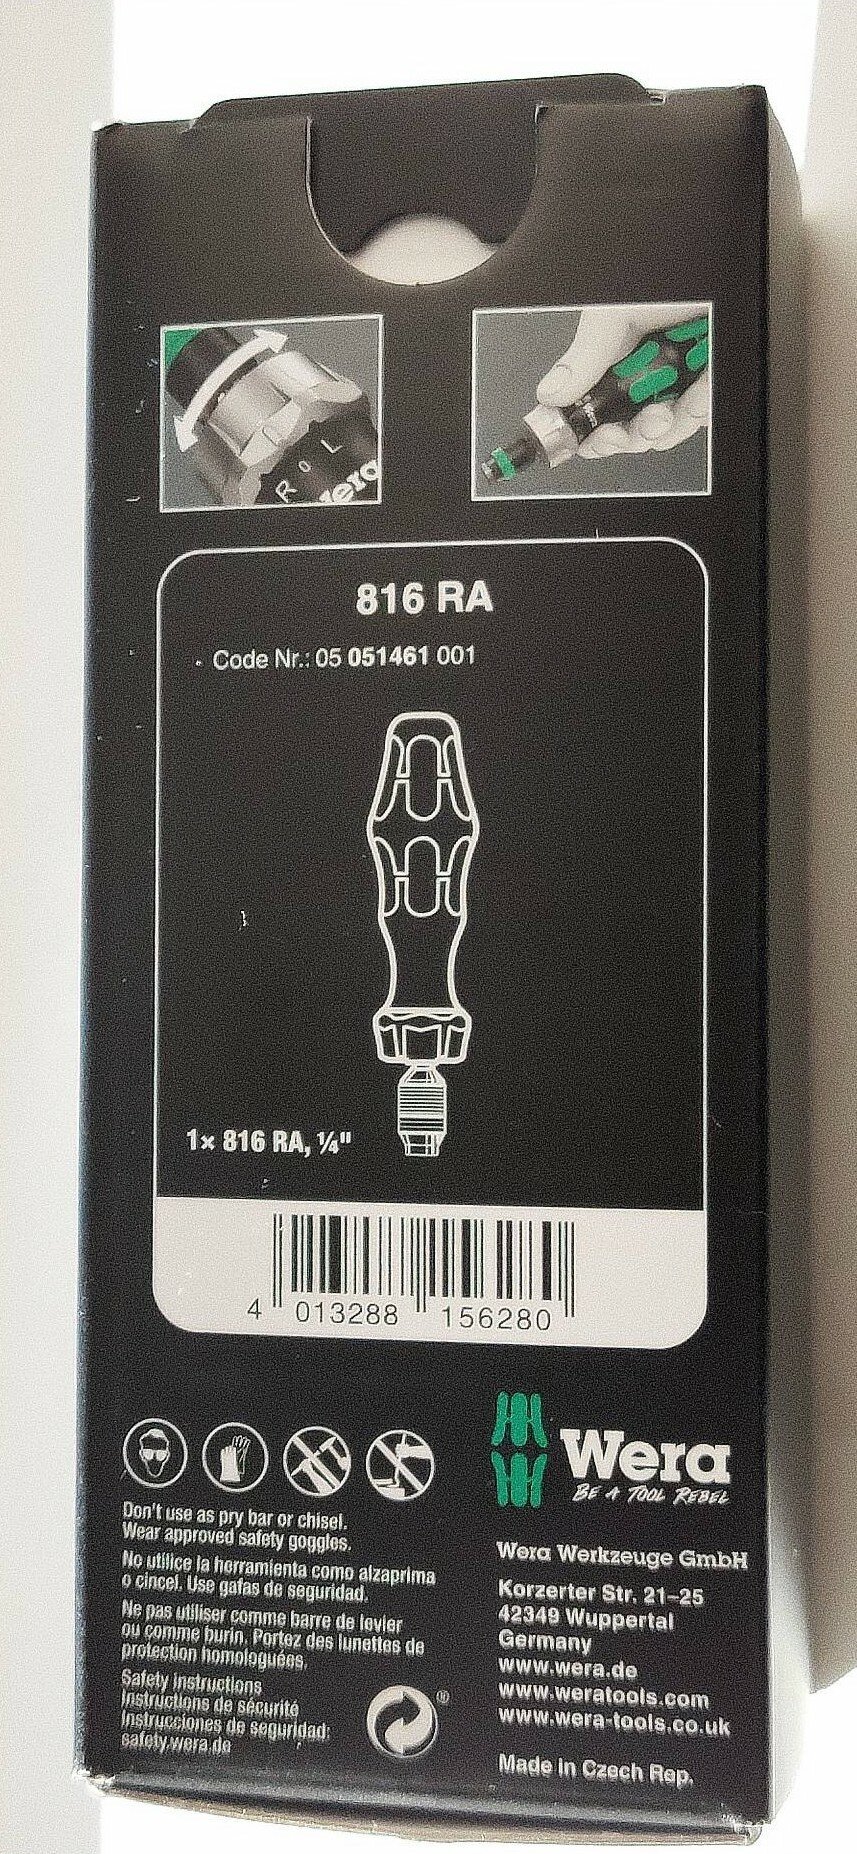 R 0 L
Wera
816 RA
Code Nr.: 05 051461 001
1x 816 RA, ¼"
4 013288 156280
Don't use as pry bar or chisel.
Wear approved safety goggles.
No utilice la herramienta como alzaprima
o cincel. Use gafas de seguridad.
Ne pas utiliser comme barre de levier
ou comme burin. Portez des lunettes de
protection homologuées.
Safety instructions
Instructions de sécurité
Instrucciones de seguridad:
safety.wera.de
®
Wera
BE A TOOL REBEL
Wera Werkzeuge GmbH
Korzerter Str. 21–25
42349 Wuppertal
Germany
www.wera.de
www.weratools.com
www.wera-tools.co.uk
Made in Czech Rep.